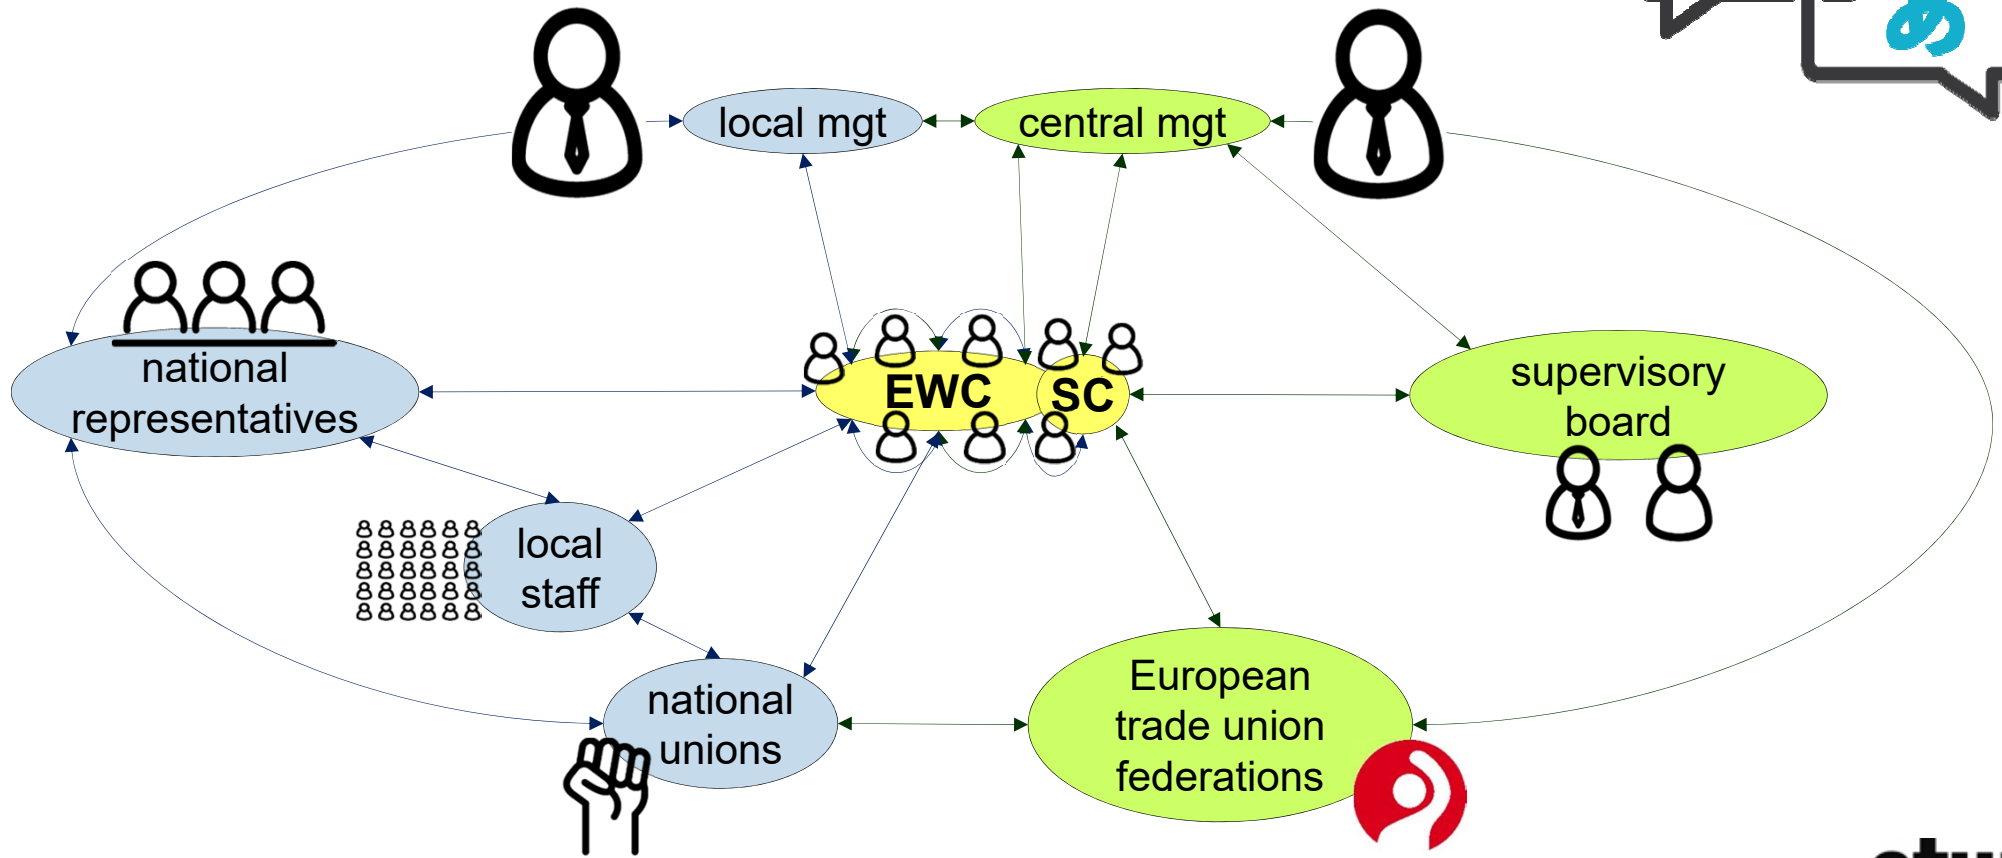 local mgt
central mgt
national
representatives
EWC
SC
supervisory
board
local
staff
national
unions
European
trade union
federations